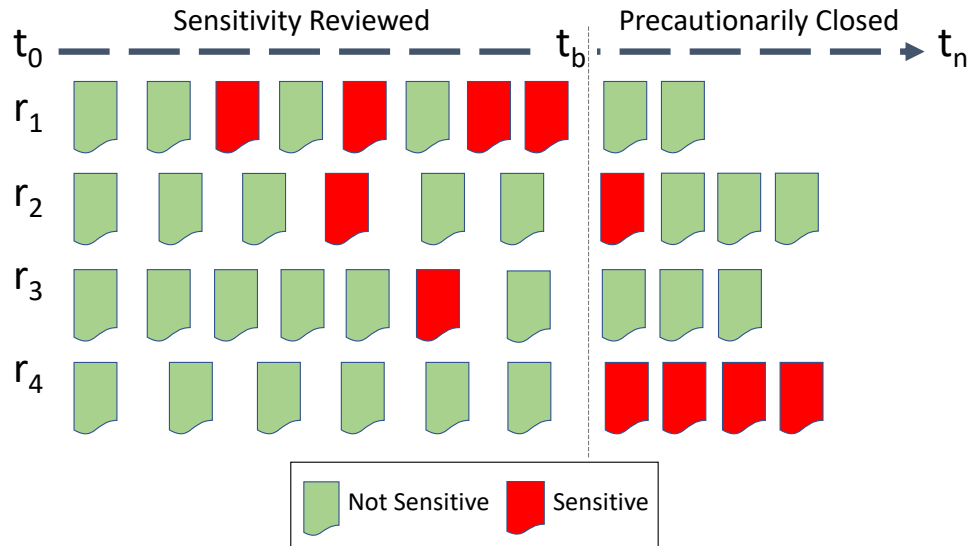 Sensitivity Reviewed
Precautionarily Closed
t0
tb
tn
r1
r2
r3
r4
Not Sensitive
Sensitive